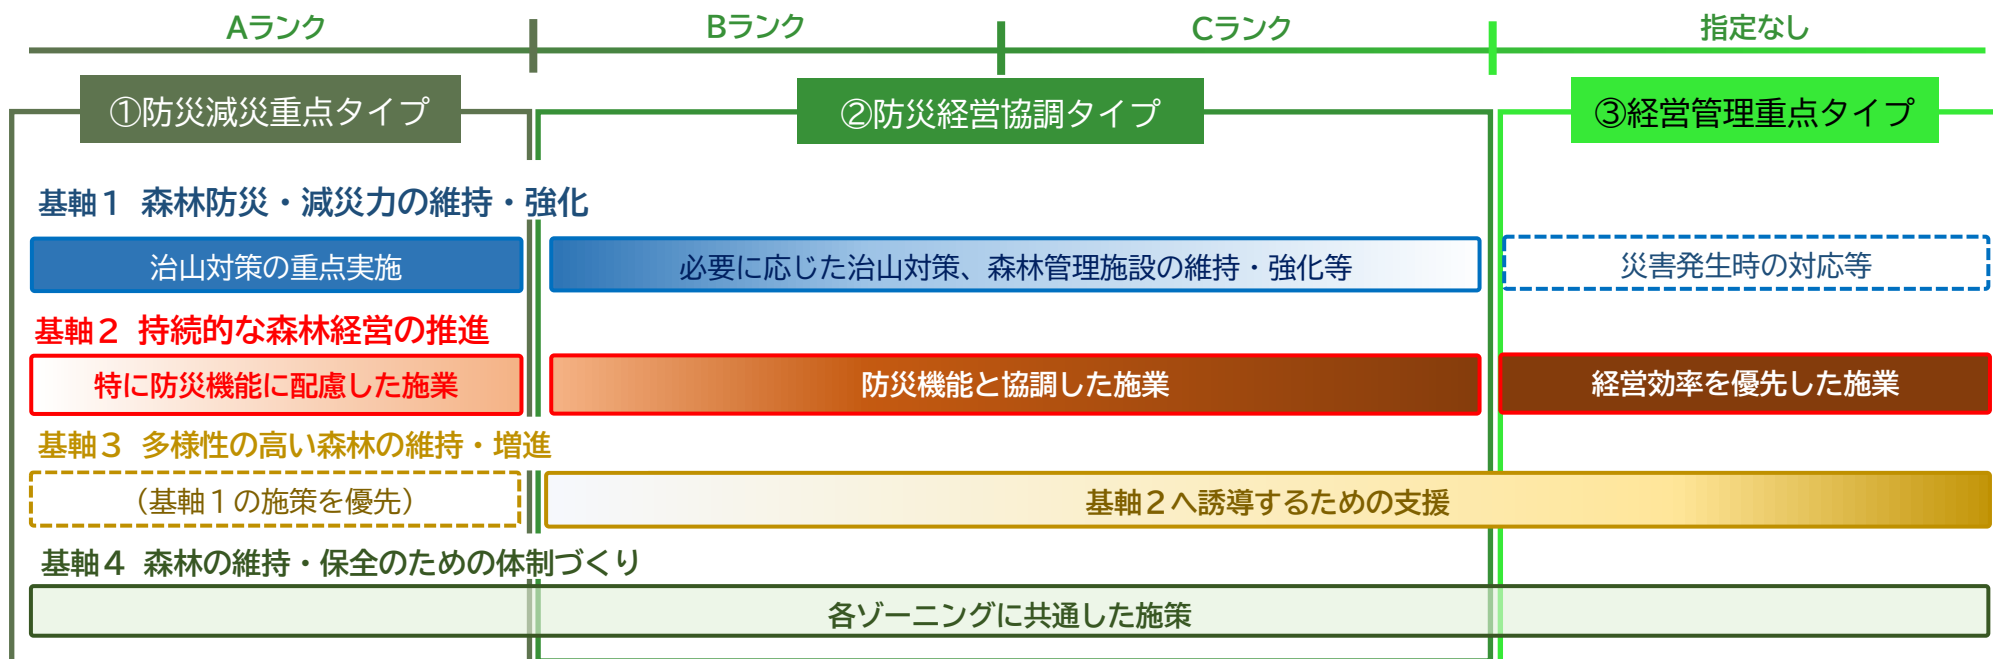 Aランク
Bランク
Cランク
指定なし
①防災減災重点タイプ
②防災経営協調タイプ
③経営管理重点タイプ
基軸１ 森林防災・減災力の維持・強化
治山対策の重点実施
必要に応じた治山対策、森林管理施設の維持・強化等
災害発生時の対応等
基軸２ 持続的な森林経営の推進
特に防災機能に配慮した施業
防災機能と協調した施業
経営効率を優先した施業
基軸３ 多様性の高い森林の維持・増進
（基軸１の施策を優先）
基軸２へ誘導するための支援
基軸４ 森林の維持・保全のための体制づくり
各ゾーニングに共通した施策